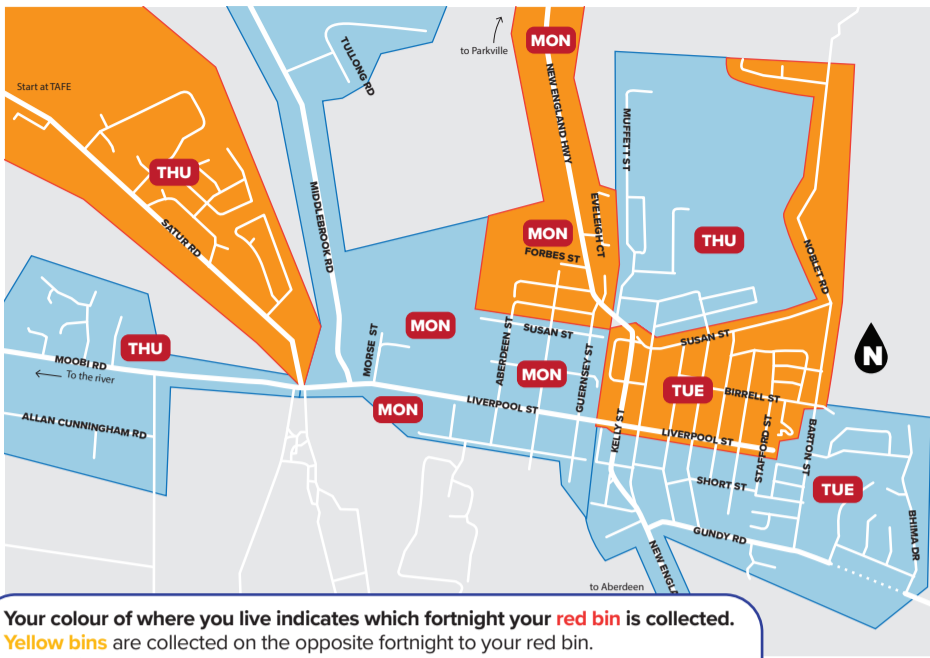 to Parkville
MON
TULLONG RD
NEW ENGLAND HWY
Start at TAFE
MUFFETT ST
THU
MIDDLEBROOK RD
EVELEIGH CT
SATUR RD
MON
FORBES ST
THU
NOBLET RD
THU
MOOBI RD
To the river
MORSE ST
MON
ABERDEEN ST
SUSAN ST
MON
GUERNSEY ST
SUSAN ST
N
TUE
BIRRELL ST
MON
LIVERPOOL ST
KELLY ST
LIVERPOOL ST
STAFFORD ST
BARTON ST
ALLAN CUNNINGHAM RD
SHORT ST
TUE
GUNDY RD
BHIMA DR
NEW ENGLA
to Aberdeen
Your colour of where you live indicates which fortnight your red bin is collected.
Yellow bins are collected on the opposite fortnight to your red bin.